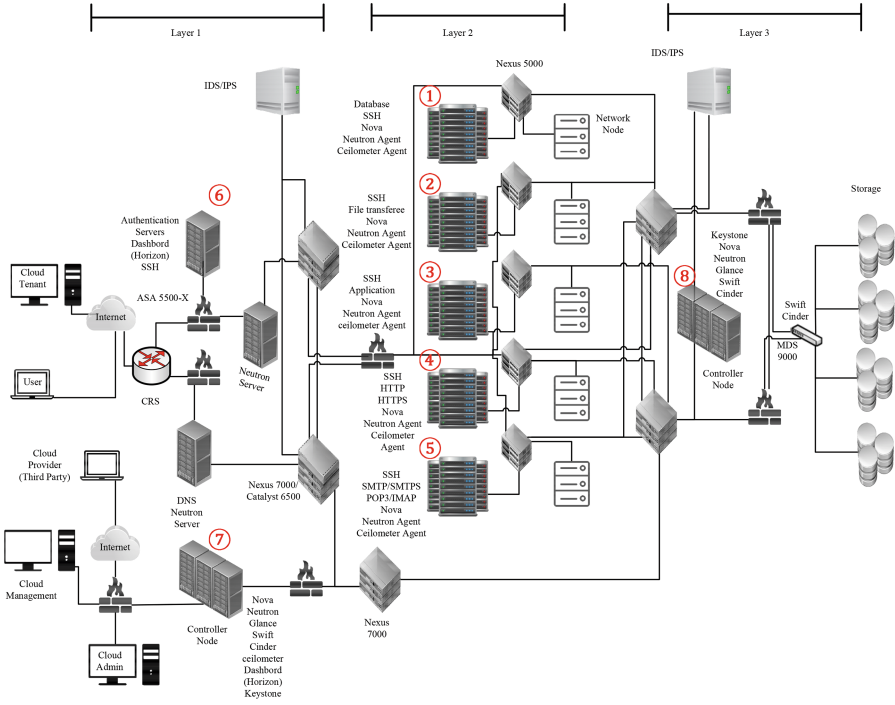 Layer 1
Layer 2
Layer 3
IDS/IPS
Nexus 5000
IDS/IPS
1
Database
SSH
Nova
Neutron Agent
Ceilometer Agent
Network
Node
2
SSH
File transferee
Nova
Neutron Agent
Ceilometer Agent
6
Authentication
Servers
Dashbord
(Horizon)
SSH
Storage
3
SSH
Application
Nova
Neutron Agent
ceilometer Agent
8
Keystone
Nova
Neutron
Glance
Swift
Cinder
Cloud
Tenant
Internet
ASA 5500-X
Swift
Cinder
MDS
9000
User
CRS
Neutron
Server
4
SSH
HTTP
HTTPS
Nova
Neutron Agent
Ceilometer
Agent
Controller
Node
Cloud
Provider
(Third Party)
DNS
Neutron
Server
Nexus 7000/
Catalyst 6500
5
SSH
SMTP/SMTPS
POP3/IMAP
Nova
Neutron Agent
Ceilometer Agent
Internet
7
Cloud
Management
Controller
Node
Nova
Neutron
Glance
Swift
Cinder
ceilometer
Dashbord
(Horizon)
Keystone
Nexus
7000
Cloud
Admin